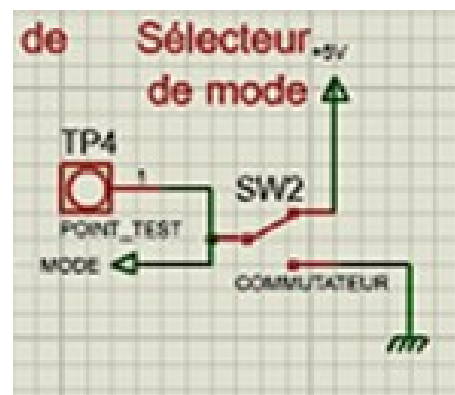 de Sélecteur
+5V
de mode
TP4
1
SW2
POINT_TEST
MODE
COMMUTATEUR